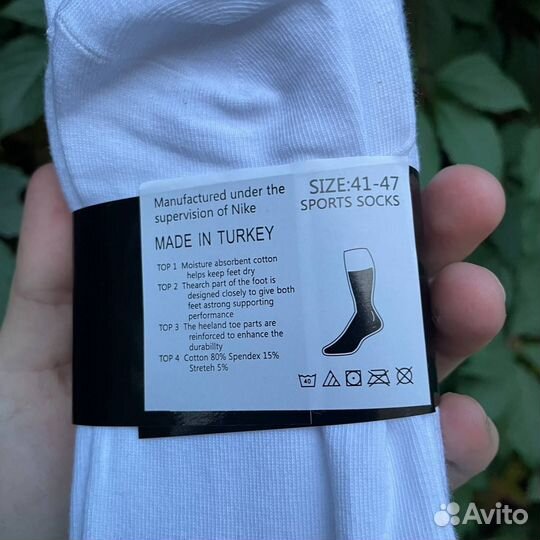 Manufactured under the
supervision of Nike
SIZE:41-47
SPORTS SOCKS
MADE IN TURKEY
TOP 1 Moisture absorbent cotton
helps keep feet dry
TOP 2 Thearch part of the foot is
designed closely to give both
feet astrong supporting
performance
TOP 3 The heeland toe parts are
reinforced to enhance the
durability
TOP 4 Cotton 80% Spendex 15%
Streteh 5%
40
Avito